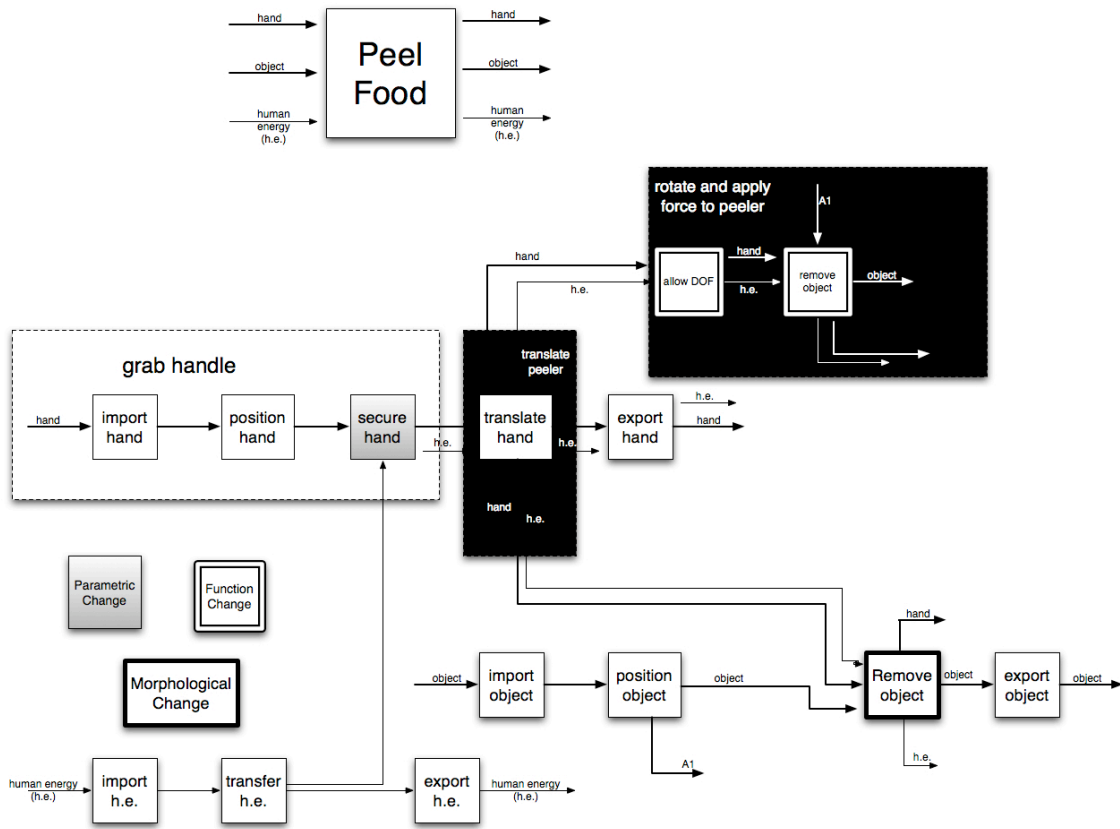 hand
hand
Peel
Food
object
object
human
energy
(h.e.)
human
energy
(h.e.)
rotate and apply
force to peeler
A1
hand
allow DOF
h.e.
remove
object
object
hand
h.e.
grab handle
translate
peeler
hand
import
hand
position
hand
secure
hand
h.e.
translate
hand
h.e.
export
hand
h.e.
hand
hand
h.e.
Parametric
Change
Function
Change
Morphological
Change
object
import
object
position
object
object
A1
hand
Remove
object
object
export
object
object
h.e.
human energy
(h.e.)
import
h.e.
transfer
h.e.
export
h.e.
human energy
(h.e.)